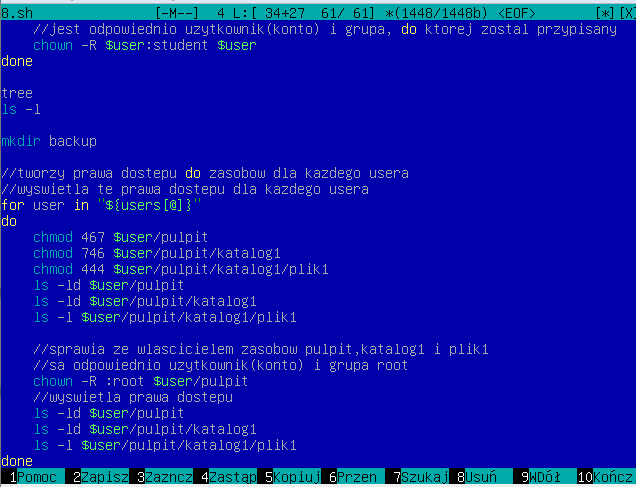 8.sh                [-M--]  4 L:[ 34+27  61/ 61] *(1448/1448b) <EOF>       [*][X]
    //jest odpowiednio uzytkownik(konto) i grupa, do ktorej zostal przypisany
    chown -R $user:student $user
done

tree
ls -l

mkdir backup

//tworzy prawa dostepu do zasobow dla kazdego usera
//wyswietla te prawa dostepu dla kazdego usera
for user in "${users[@]}"
do
    chmod 467 $user/pulpit
    chmod 746 $user/pulpit/katalog1
    chmod 444 $user/pulpit/katalog1/plik1
    ls -ld $user/pulpit
    ls -ld $user/pulpit/katalog1
    ls -l $user/pulpit/katalog1/plik1

    //sprawia ze wlascicielem zasobow pulpit,katalog1 i plik1
    //sa odpowiednio uzytkownik(konto) i grupa root
    chown -R :root $user/pulpit
    //wyswietla prawa dostepu
    ls -ld $user/pulpit
    ls -ld $user/pulpit/katalog1
    ls -l $user/pulpit/katalog1/plik1
done
 1Pomoc  2Zapisz 3Zazncz 4Zastąp 5Kopiuj 6Przen  7Szukaj 8Usuń   9WDół  10Kończ